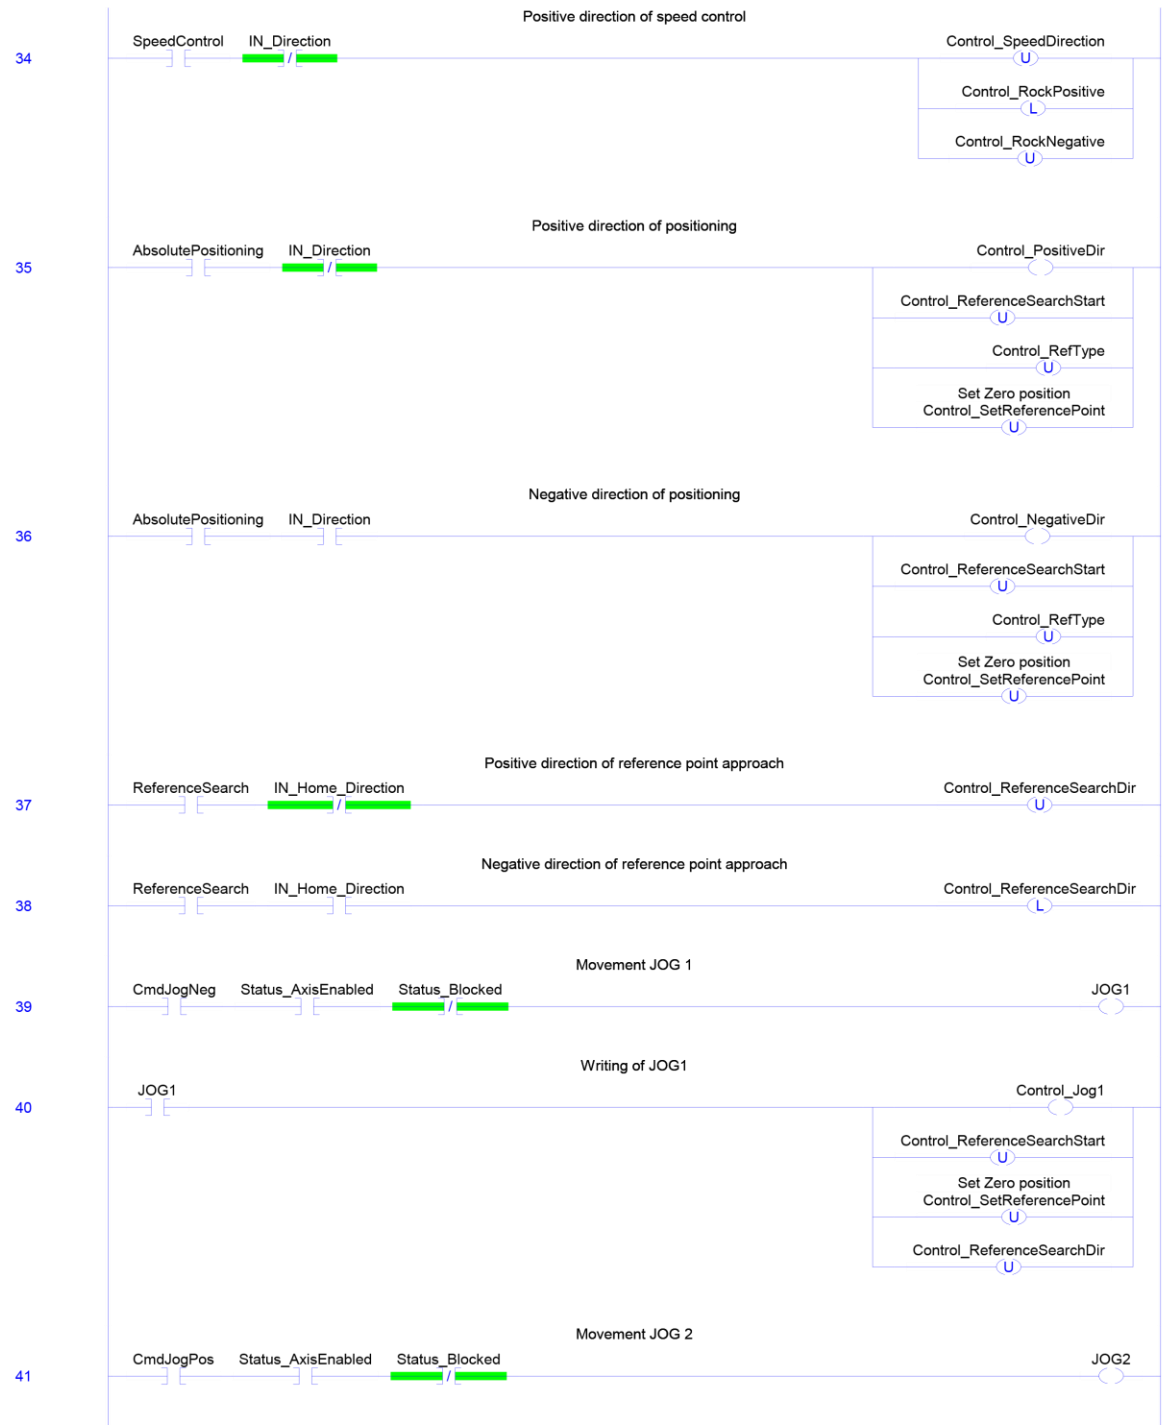 Positive direction of speed control
SpeedControl IN_Direction Control_SpeedDirection
34 / U
Control_RockPositive
L
Control_RockNegative
U
Positive direction of positioning
AbsolutePositioning IN_Direction Control_PositiveDir
35 /
Control_ReferenceSearchStart
U
Control_RefType
U
Set Zero position
Control_SetReferencePoint
U
Negative direction of positioning
AbsolutePositioning IN_Direction Control_NegativeDir
36
Control_ReferenceSearchStart
U
Control_RefType
U
Set Zero position
Control_SetReferencePoint
U
Positive direction of reference point approach
ReferenceSearch IN_Home_Direction Control_ReferenceSearchDir
37 / U
Negative direction of reference point approach
ReferenceSearch IN_Home_Direction Control_ReferenceSearchDir
38 L
Movement JOG 1
CmdJogNeg Status_AxisEnabled Status_Blocked JOG1
39 /
Writing of JOG1
JOG1 Control_Jog1
40
Control_ReferenceSearchStart
U
Set Zero position
Control_SetReferencePoint
U
Control_ReferenceSearchDir
U
Movement JOG 2
CmdJogPos Status_AxisEnabled Status_Blocked JOG2
41 /